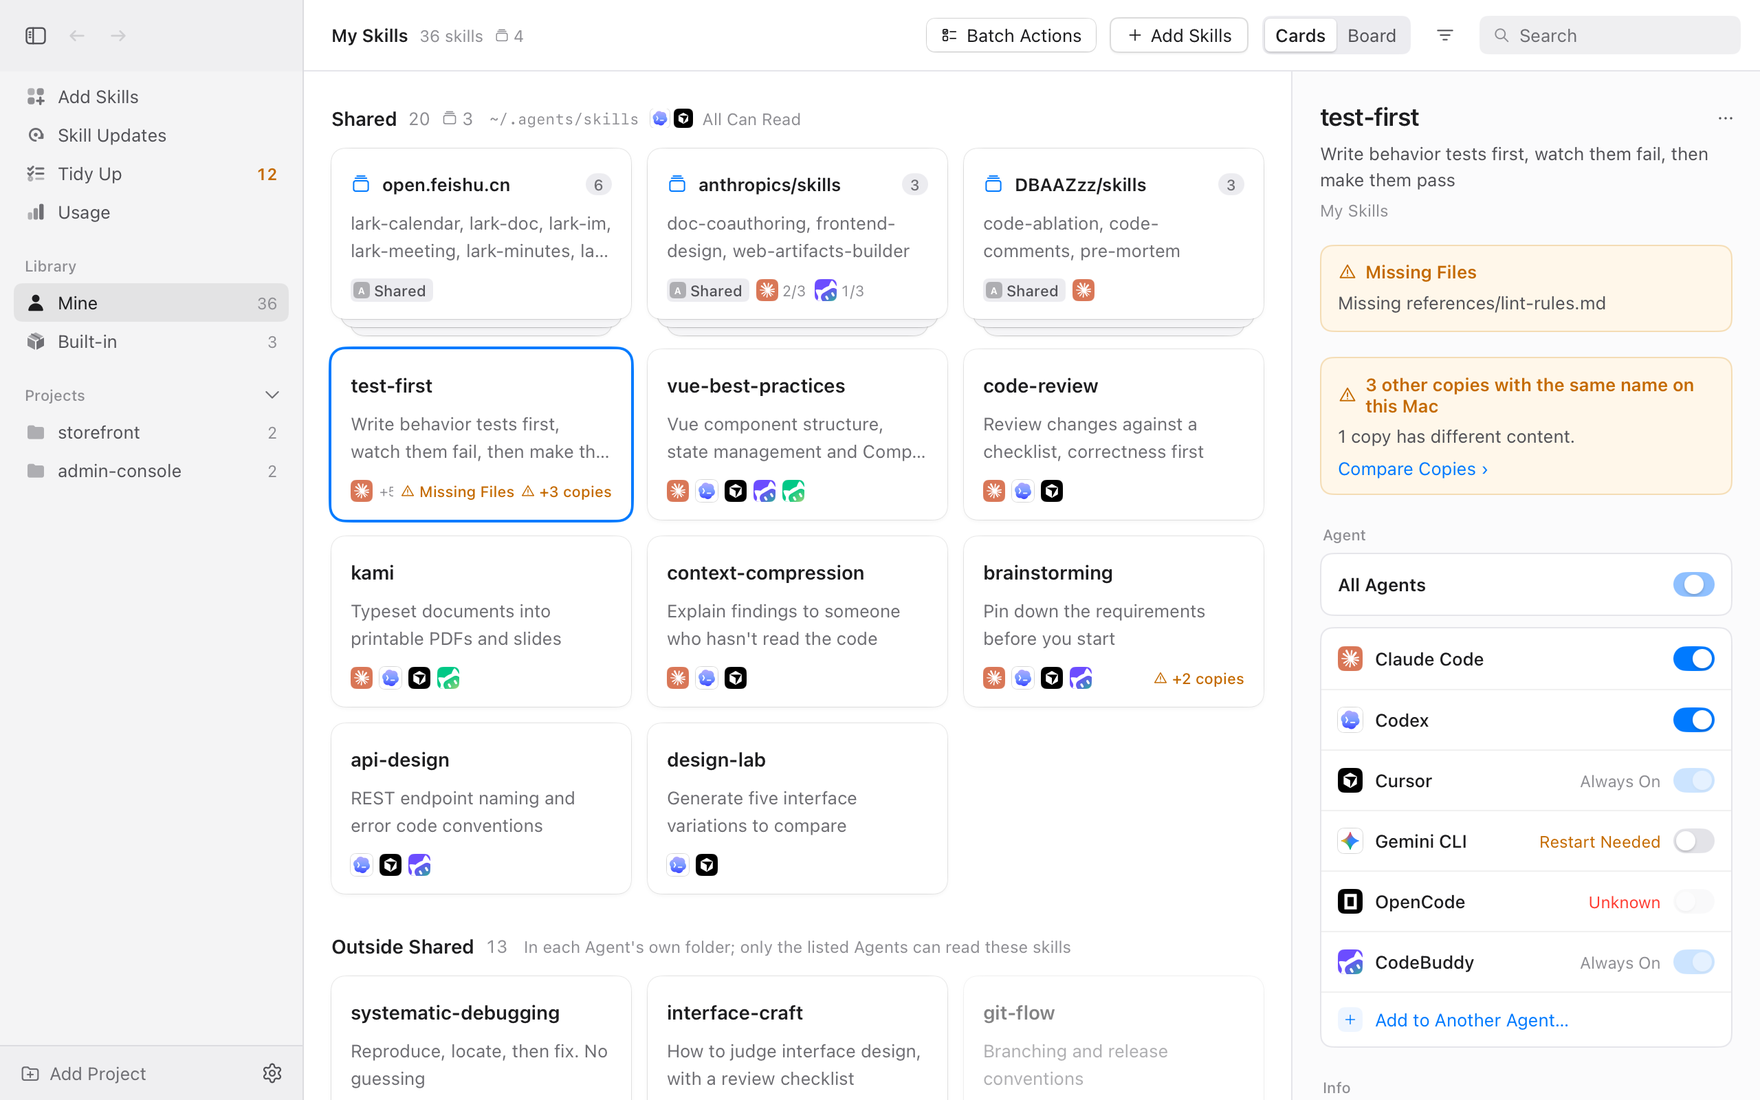 My Skills 36 skills 4
Batch Actions
+ Add Skills
Cards Board
Search
Add Skills
Skill Updates
Tidy Up 12
Usage
Library
Mine 36
Built-in 3
Projects
storefront 2
admin-console 2
Add Project
Shared 20 3 ~/.agents/skills All Can Read
open.feishu.cn 6
lark-calendar, lark-doc, lark-im,
lark-meeting, lark-minutes, la...
A Shared
anthropics/skills 3
doc-coauthoring, frontend-
design, web-artifacts-builder
A Shared 2/3 1/3
DBAAZzz/skills 3
code-ablation, code-
comments, pre-mortem
A Shared
test-first
Write behavior tests first,
watch them fail, then make th...
Missing Files +3 copies
vue-best-practices
Vue component structure,
state management and Comp...
code-review
Review changes against a
checklist, correctness first
kami
Typeset documents into
printable PDFs and slides
context-compression
Explain findings to someone
who hasn't read the code
brainstorming
Pin down the requirements
before you start
+2 copies
api-design
REST endpoint naming and
error code conventions
design-lab
Generate five interface
variations to compare
Outside Shared 13 In each Agent's own folder; only the listed Agents can read these skills
systematic-debugging
Reproduce, locate, then fix. No
guessing
interface-craft
How to judge interface design,
with a review checklist
git-flow
Branching and release
conventions
test-first ...
Write behavior tests first, watch them fail, then
make them pass
My Skills
Missing Files
Missing references/lint-rules.md
3 other copies with the same name on
this Mac
1 copy has different content.
Compare Copies ›
Agent
All Agents
Claude Code
Codex
Cursor Always On
Gemini CLI Restart Needed
OpenCode Unknown
CodeBuddy Always On
+ Add to Another Agent...
Info